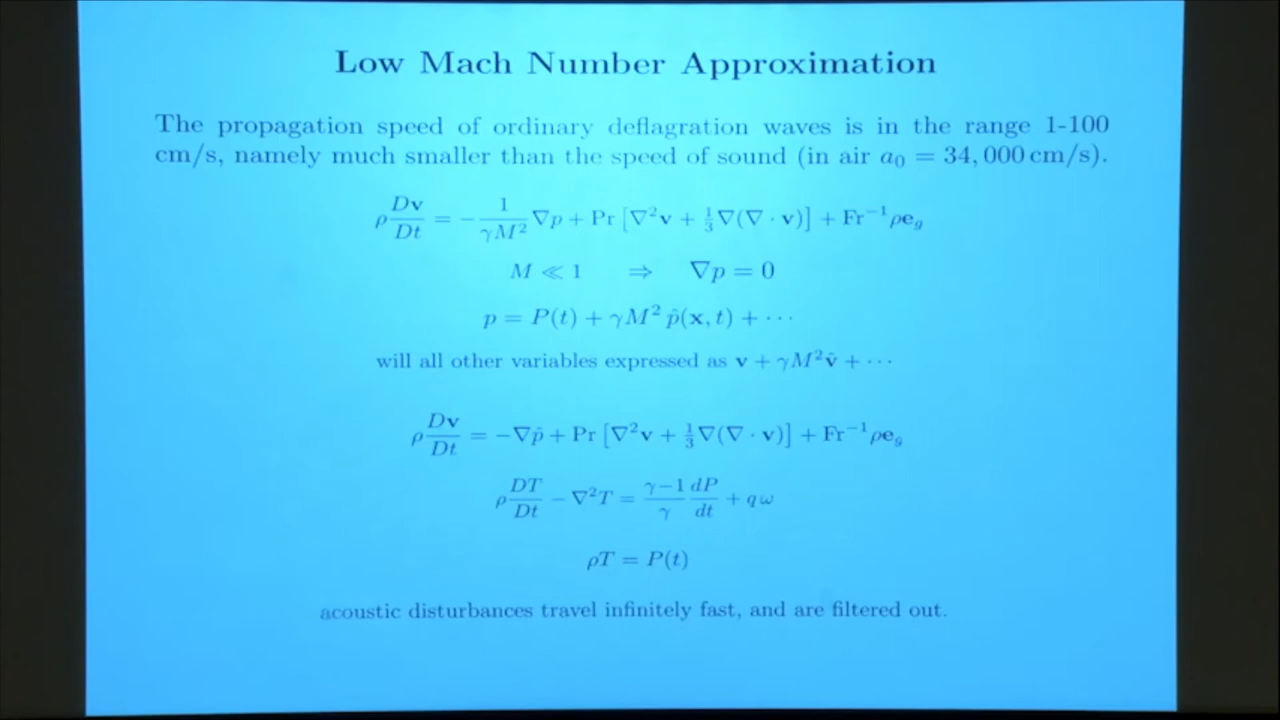 Low Mach Number Approximation
The propagation speed of ordinary deflagration waves is in the range 1-100
cm/s, namely much smaller than the speed of sound (in air a₀ = 34,000 cm/s).
ρ Dv/Dt = −(1/γM²)∇p + Pr [∇²v + ⅓∇(∇ · v)] + Fr⁻¹ρe_g
M ≪ 1 ⇒ ∇p = 0
p = P(t) + γM² p̂(x, t) + ···
will all other variables expressed as v + γM²v̂ + ···
ρ Dv/Dt = −∇p̂ + Pr [∇²v + ⅓∇(∇ · v)] + Fr⁻¹ρe_g
ρ DT/Dt − ∇²T = (γ−1)/γ dP/dt + q ω
ρT = P(t)
acoustic disturbances travel infinitely fast, and are filtered out.